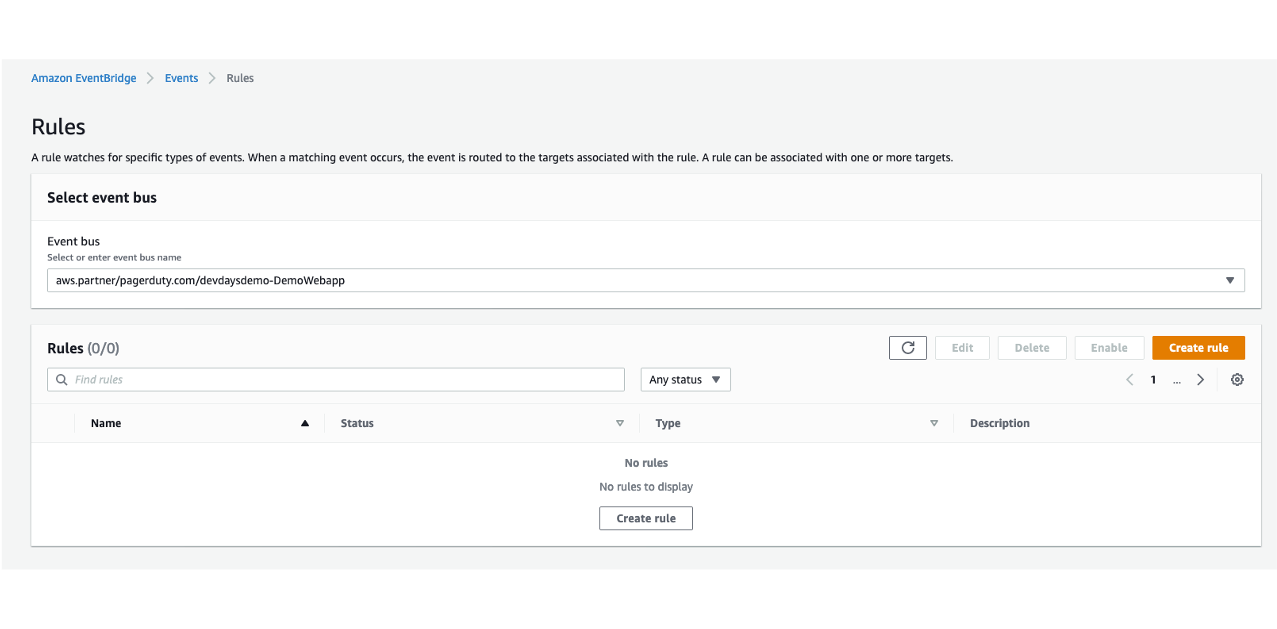 Amazon EventBridge > Events > Rules
Rules
A rule watches for specific types of events. When a matching event occurs, the event is routed to the targets associated with the rule. A rule can be associated with one or more targets.
Select event bus
Event bus
Select or enter event bus name
aws.partner/pagerduty.com/devdaysdemo-DemoWebapp
Rules (0/0) Edit Delete Enable Create rule
Find rules Any status 1 ...
Name Status Type Description
No rules
No rules to display
Create rule